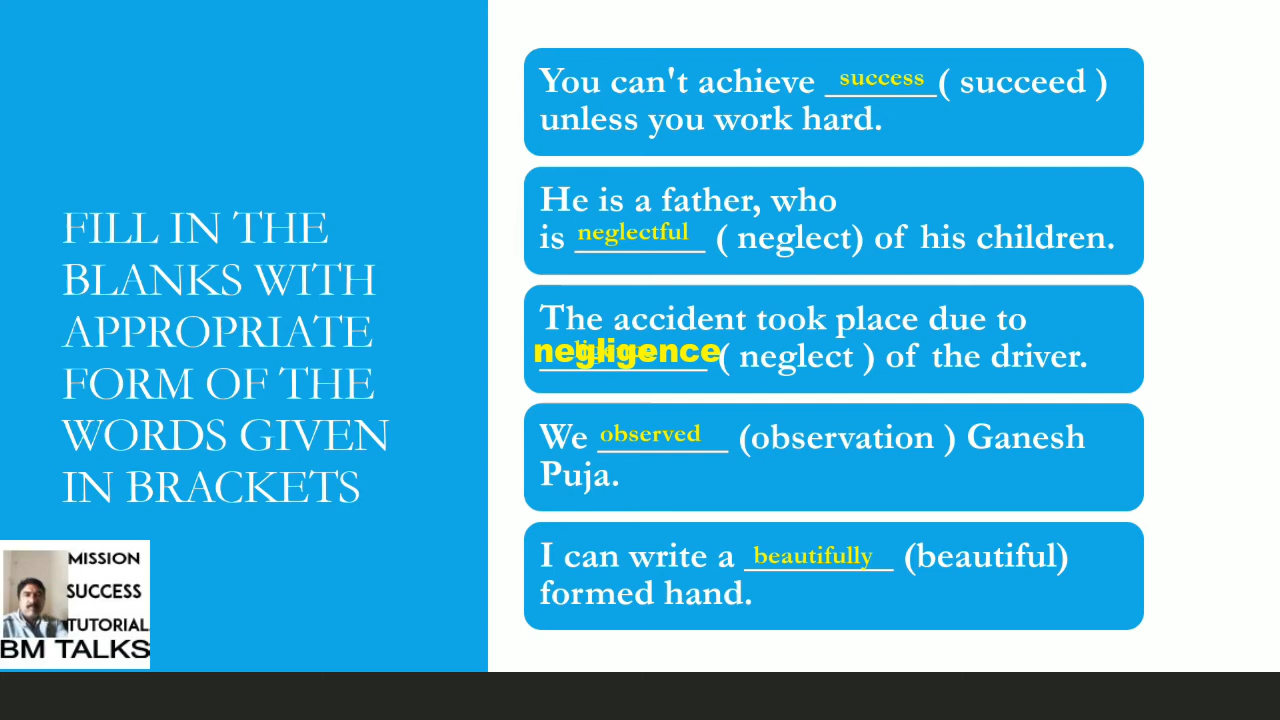 FILL IN THE
BLANKS WITH
APPROPRIATE
FORM OF THE
WORDS GIVEN
IN BRACKETS
You can't achieve success ( succeed )
unless you work hard.
He is a father, who
is neglectful ( neglect) of his children.
The accident took place due to
negligence ( neglect ) of the driver.
We observed (observation ) Ganesh
Puja.
I can write a beautifully (beautiful)
formed hand.
MISSION
SUCCESS
TUTORIAL
BM TALKS